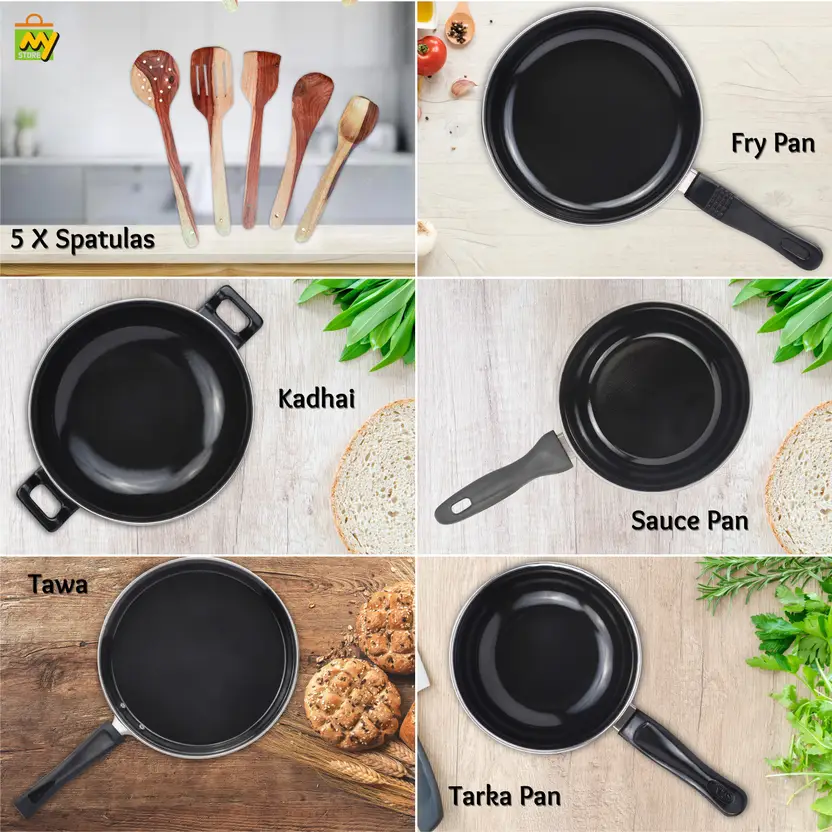 My
STORE
5 X Spatulas
Fry Pan
Kadhai
Sauce Pan
Tawa
Tarka Pan